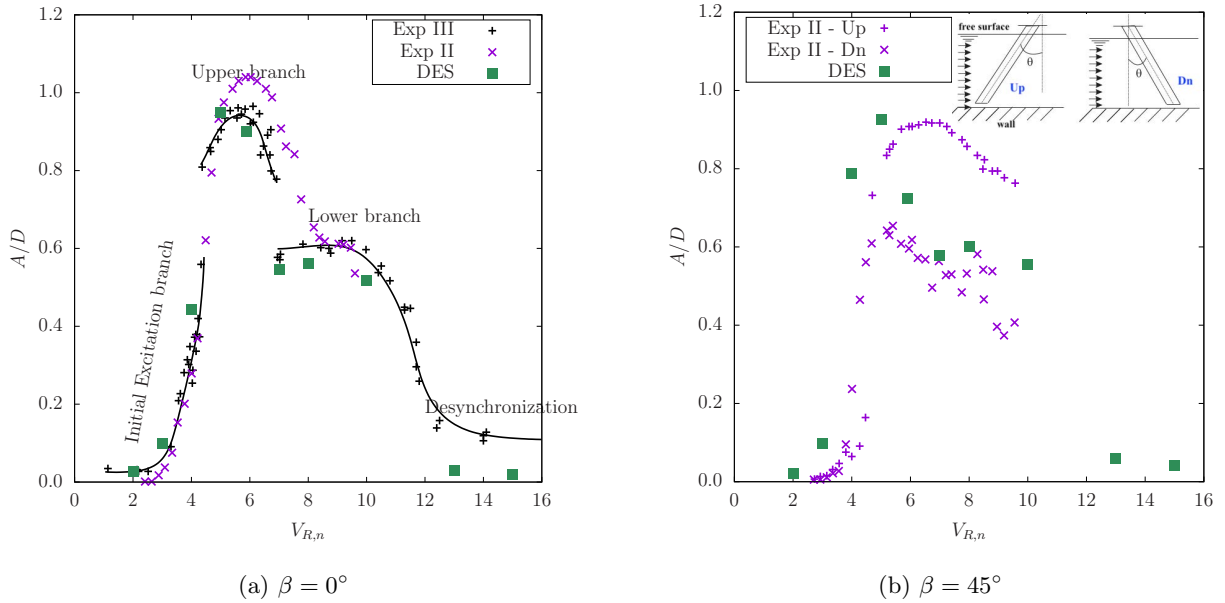 1.2
1.0
0.8
0.6
0.4
0.2
0.0
A/D
0
2
4
6
8
10
12
14
16
V_{R,n}
Exp III
Exp II
DES
Upper branch
Lower branch
Initial Excitation branch
Desynchronization
(a) β = 0°
1.2
1.0
0.8
0.6
0.4
0.2
0.0
A/D
0
2
4
6
8
10
12
14
16
V_{R,n}
Exp II - Up
Exp II - Dn
DES
free surface
θ
Up
wall
θ
Dn
(b) β = 45°